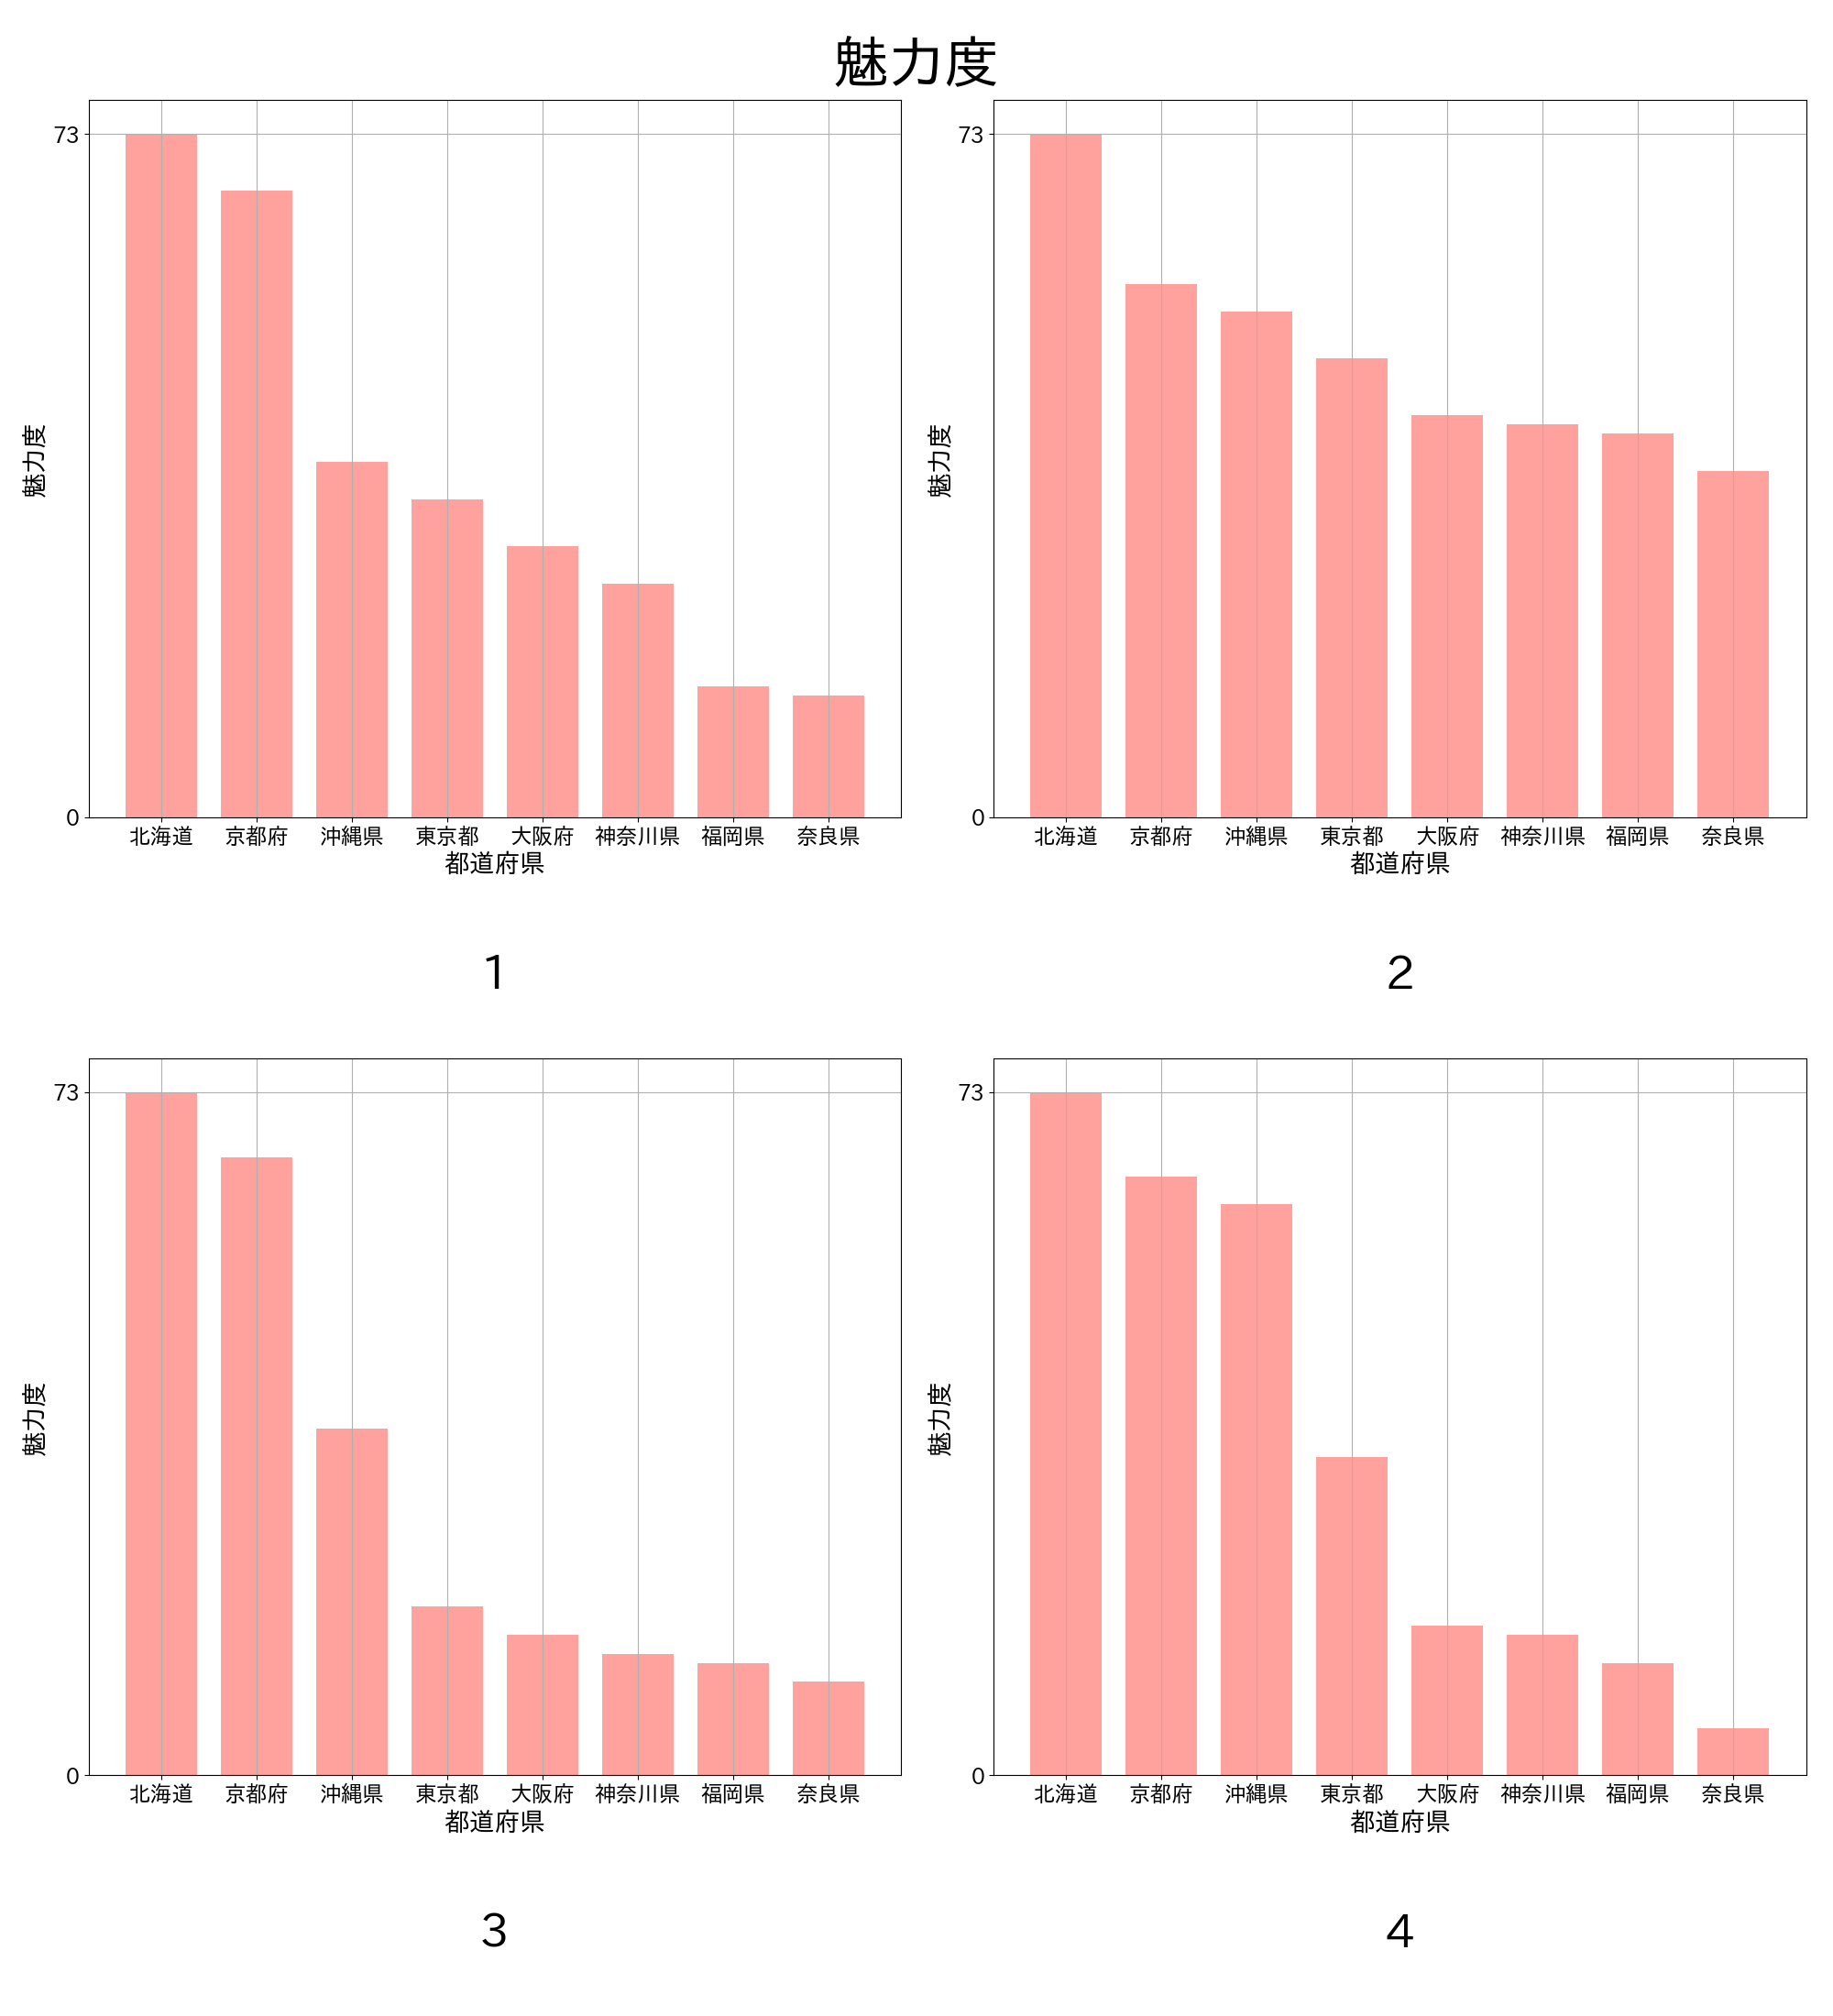 魅力度
73
0
魅力度
北海道 京都府 沖縄県 東京都 大阪府 神奈川県 福岡県 奈良県
都道府県
1
73
0
魅力度
北海道 京都府 沖縄県 東京都 大阪府 神奈川県 福岡県 奈良県
都道府県
2
73
0
魅力度
北海道 京都府 沖縄県 東京都 大阪府 神奈川県 福岡県 奈良県
都道府県
3
73
0
魅力度
北海道 京都府 沖縄県 東京都 大阪府 神奈川県 福岡県 奈良県
都道府県
4